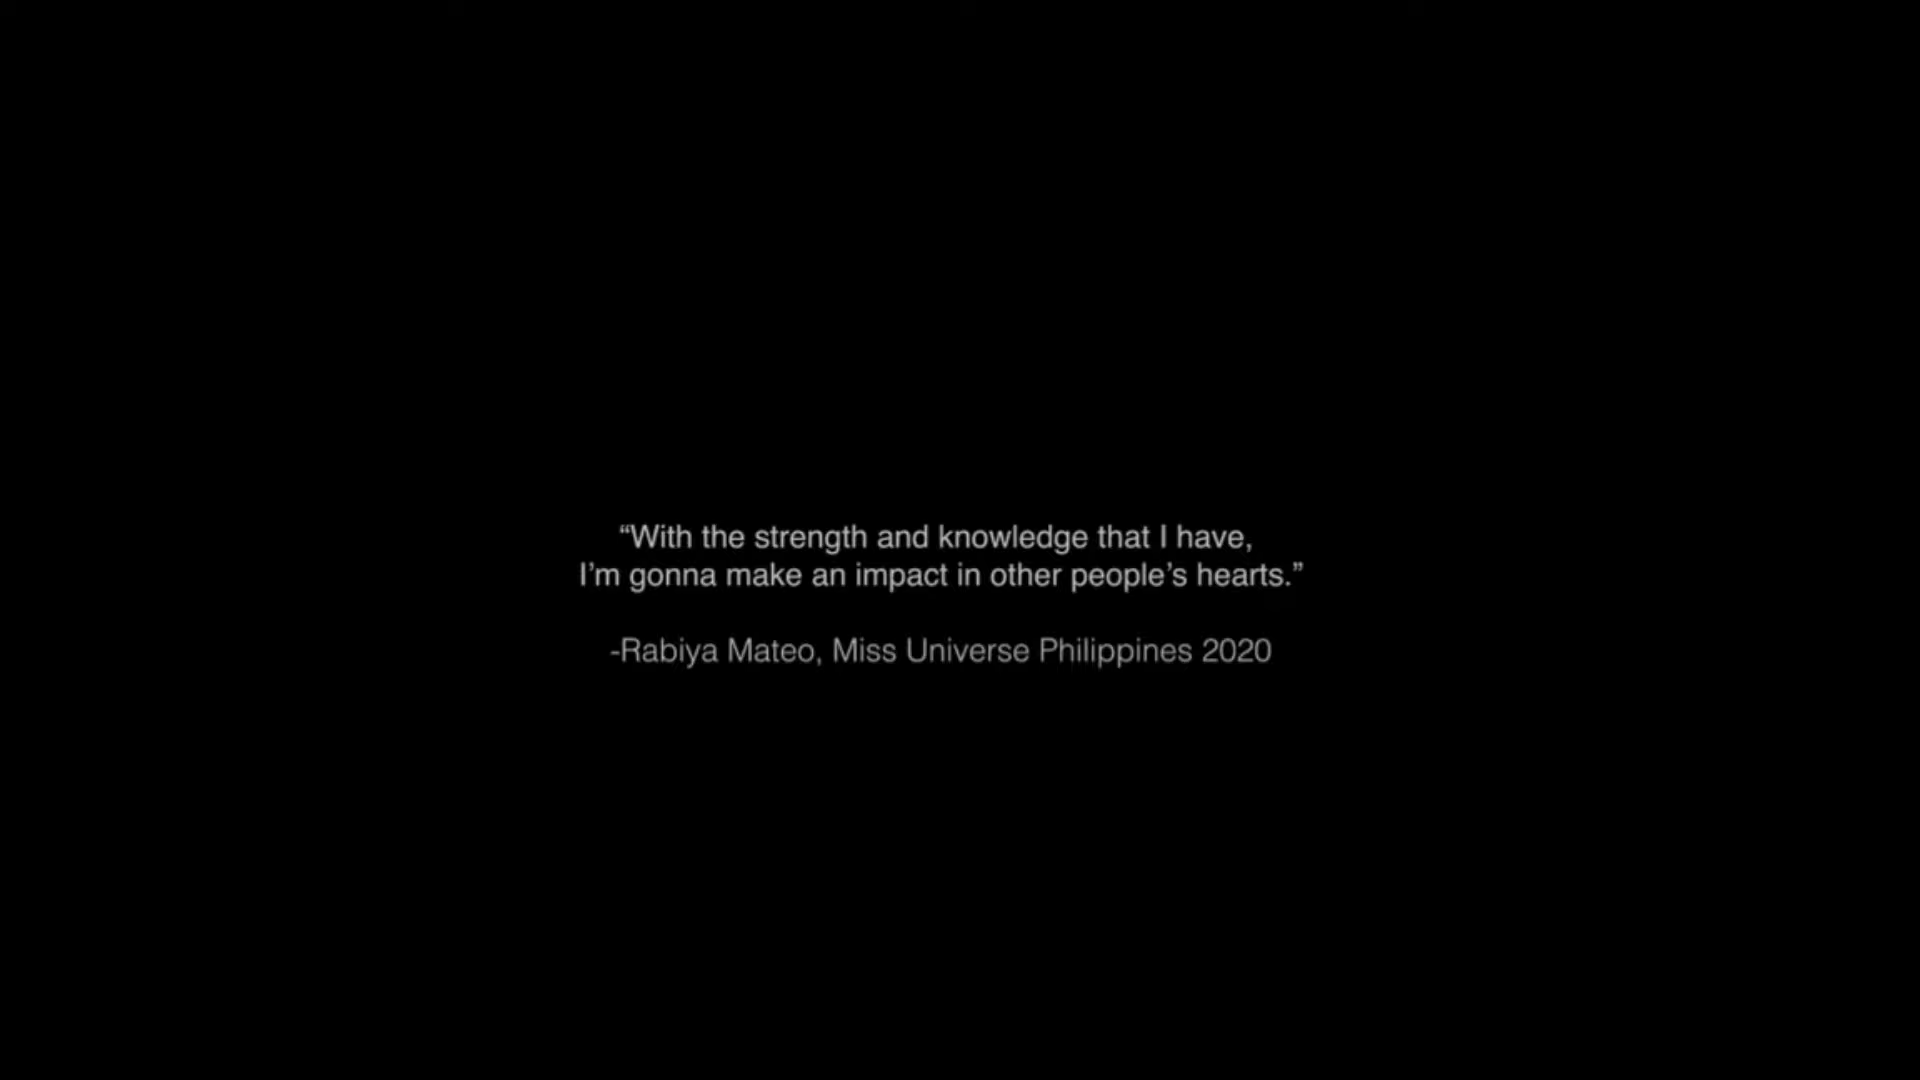 “With the strength and knowledge that I have,
I’m gonna make an impact in other people’s hearts.”
-Rabiya Mateo, Miss Universe Philippines 2020